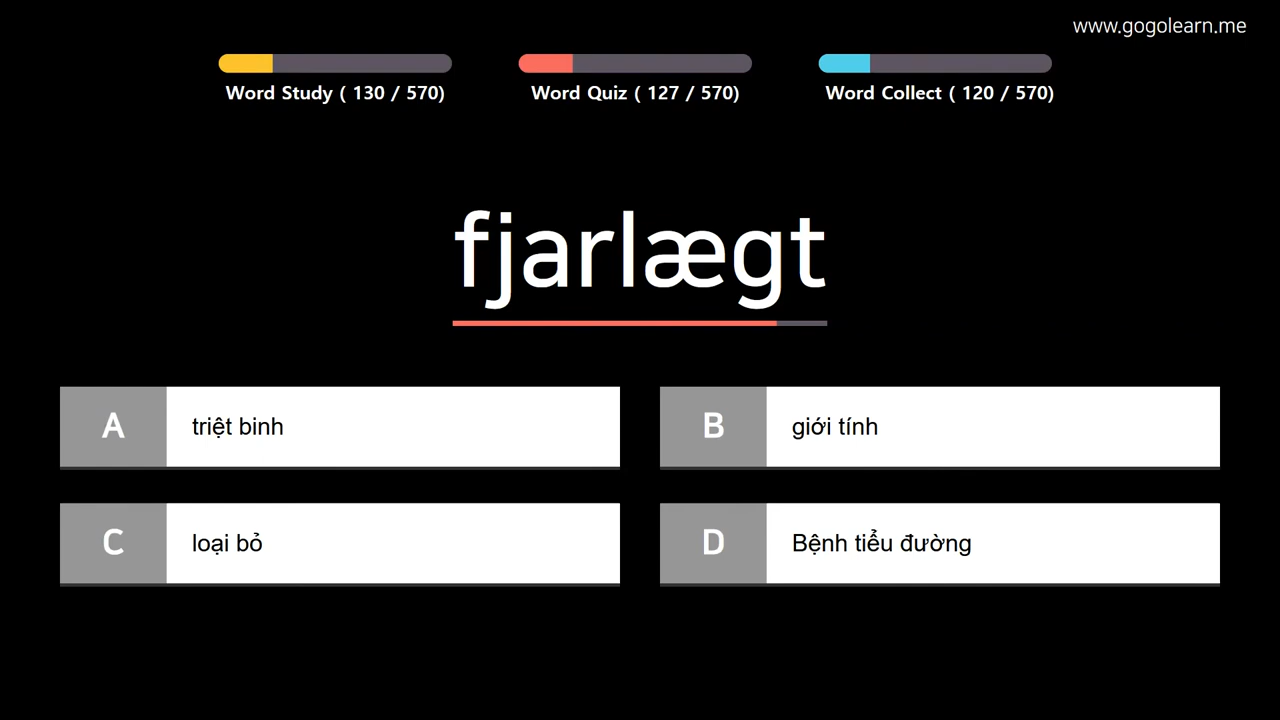 www.gogolearn.me
Word Study ( 130 / 570)
Word Quiz ( 127 / 570)
Word Collect ( 120 / 570)
fjarlægt
A triệt binh
B giới tính
C loại bỏ
D Bệnh tiểu đường